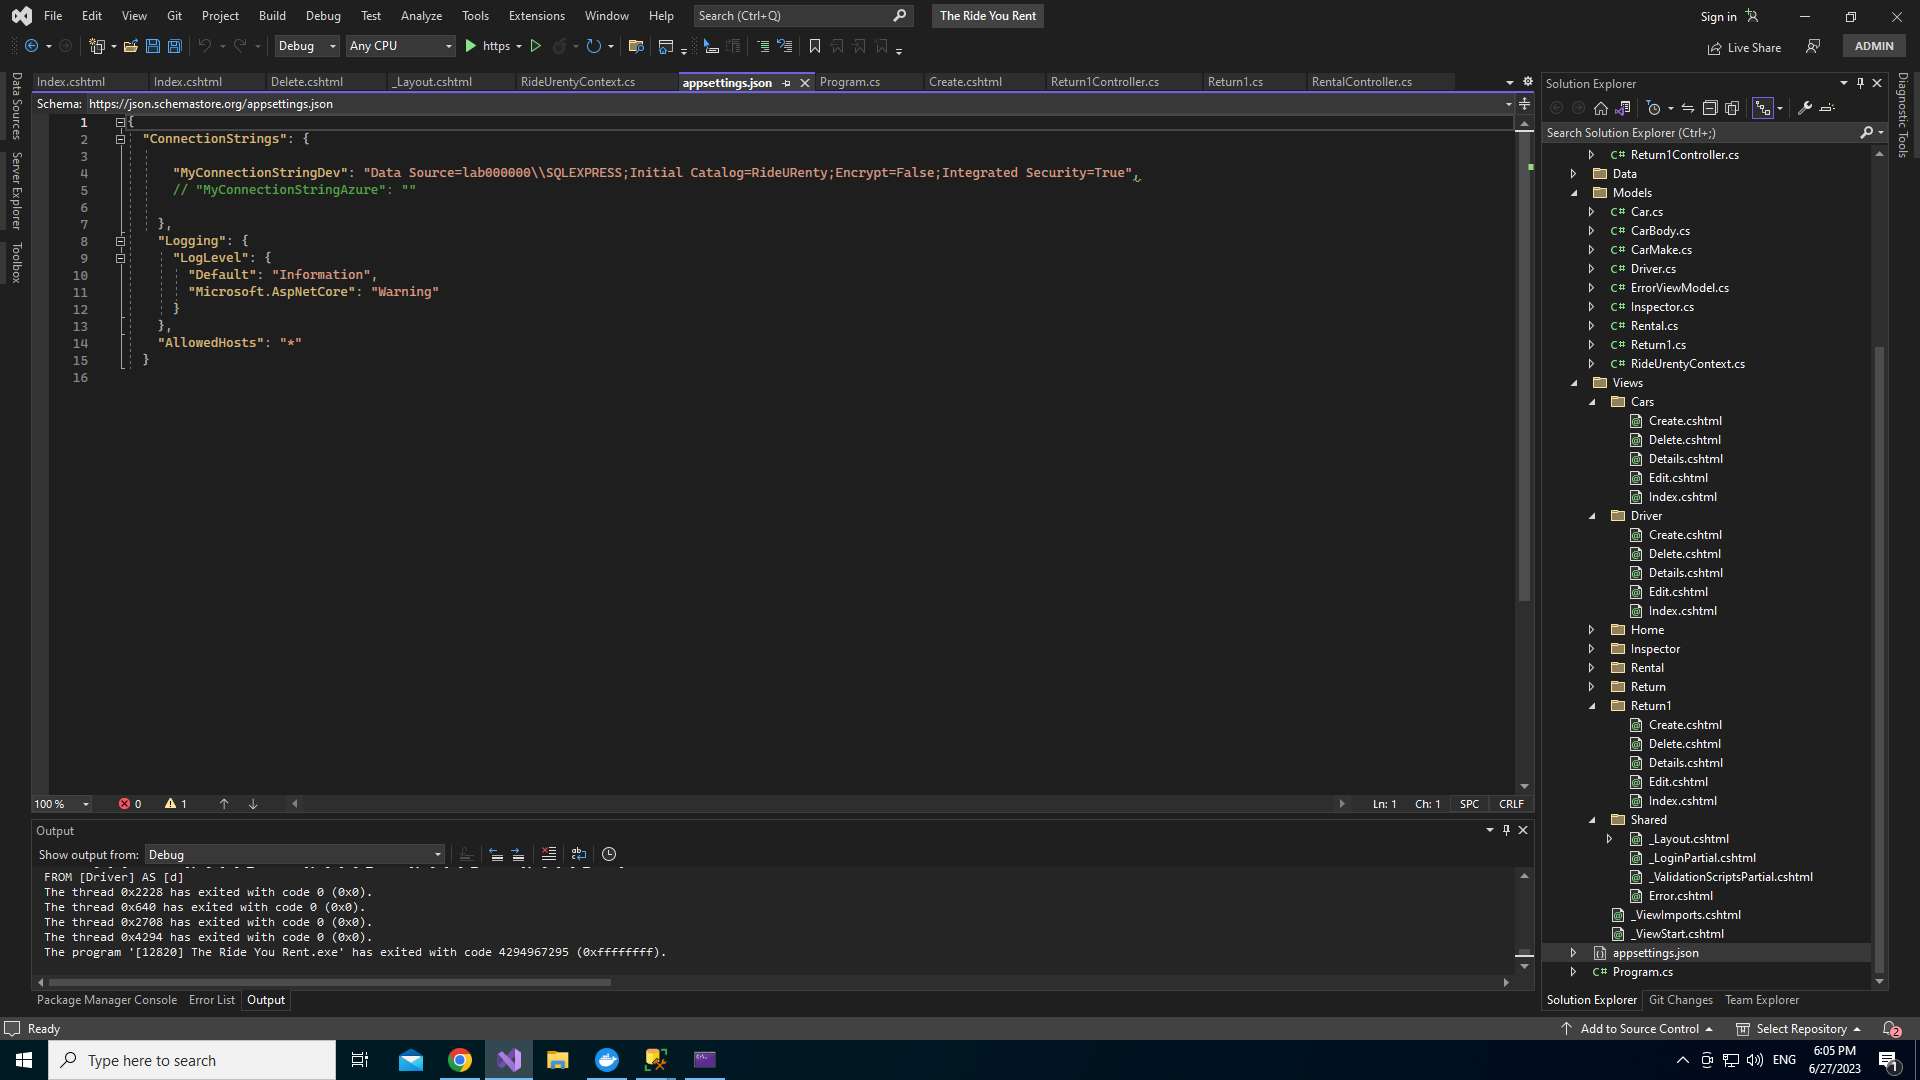 File Edit View Git Project Build Debug Test Analyze Tools Extensions Window Help Search (Ctrl+Q) The Ride You Rent Sign in
Debug Any CPU https Live Share ADMIN
Index.cshtml Index.cshtml Delete.cshtml _Layout.cshtml RideUrentyContext.cs appsettings.json Program.cs Create.cshtml Return1Controller.cs Return1.cs RentalController.cs
Schema: https://json.schemastore.org/appsettings.json
Data Sources
Server Explorer
Toolbox
1 {
2 "ConnectionStrings": {
3
4 "MyConnectionStringDev": "Data Source=lab000000\\SQLEXPRESS;Initial Catalog=RideURenty;Encrypt=False;Integrated Security=True",
5 // "MyConnectionStringAzure": ""
6
7 },
8 "Logging": {
9 "LogLevel": {
10 "Default": "Information",
11 "Microsoft.AspNetCore": "Warning"
12 }
13 },
14 "AllowedHosts": "*"
15 }
16
100 % 0 1 Ln: 1 Ch: 1 SPC CRLF
Output
Show output from: Debug
FROM [Driver] AS [d]
The thread 0x2228 has exited with code 0 (0x0).
The thread 0x640 has exited with code 0 (0x0).
The thread 0x2708 has exited with code 0 (0x0).
The thread 0x4294 has exited with code 0 (0x0).
The program '[12820] The Ride You Rent.exe' has exited with code 4294967295 (0xffffffff).
Package Manager Console Error List Output
Solution Explorer
Search Solution Explorer (Ctrl+;)
C# Return1Controller.cs
Data
Models
C# Car.cs
C# CarBody.cs
C# CarMake.cs
C# Driver.cs
C# ErrorViewModel.cs
C# Inspector.cs
C# Rental.cs
C# Return1.cs
C# RideUrentyContext.cs
Views
Cars
Create.cshtml
Delete.cshtml
Details.cshtml
Edit.cshtml
Index.cshtml
Driver
Create.cshtml
Delete.cshtml
Details.cshtml
Edit.cshtml
Index.cshtml
Home
Inspector
Rental
Return
Return1
Create.cshtml
Delete.cshtml
Details.cshtml
Edit.cshtml
Index.cshtml
Shared
_Layout.cshtml
_LoginPartial.cshtml
_ValidationScriptsPartial.cshtml
Error.cshtml
_ViewImports.cshtml
_ViewStart.cshtml
appsettings.json
C# Program.cs
Solution Explorer Git Changes Team Explorer
Diagnostic Tools
Ready Add to Source Control Select Repository 2
Type here to search ENG 6:05 PM
6/27/2023 1